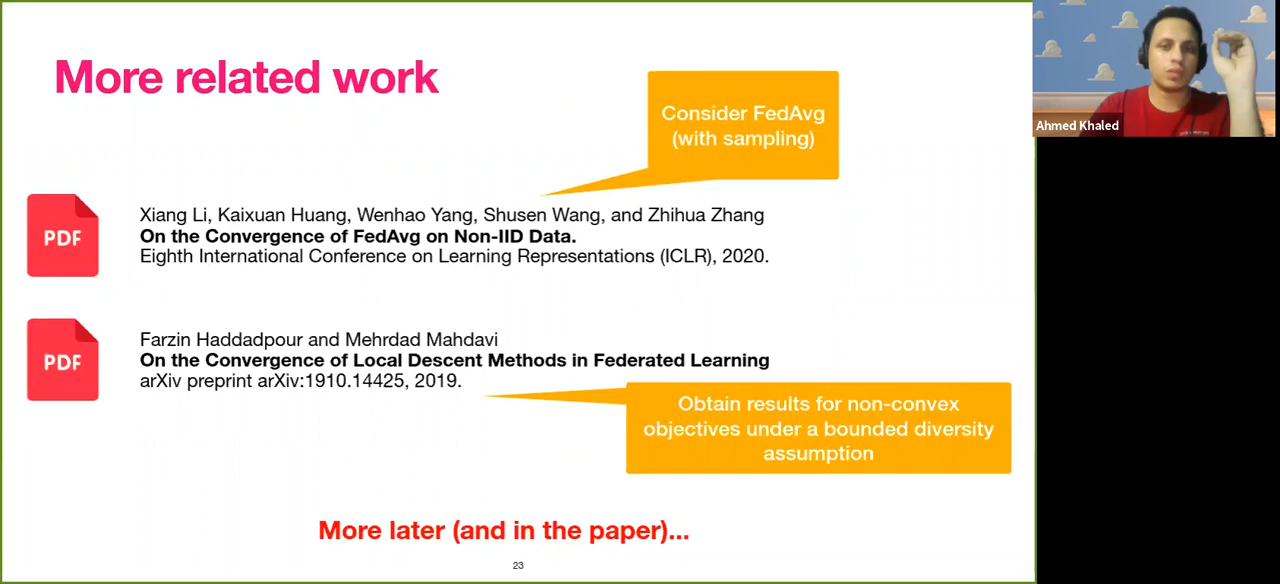 More related work
Consider FedAvg
(with sampling)
Ahmed Khaled
PDF
Xiang Li, Kaixuan Huang, Wenhao Yang, Shusen Wang, and Zhihua Zhang
On the Convergence of FedAvg on Non-IID Data.
Eighth International Conference on Learning Representations (ICLR), 2020.
PDF
Farzin Haddadpour and Mehrdad Mahdavi
On the Convergence of Local Descent Methods in Federated Learning
arXiv preprint arXiv:1910.14425, 2019.
Obtain results for non-convex
objectives under a bounded diversity
assumption
More later (and in the paper)...
23